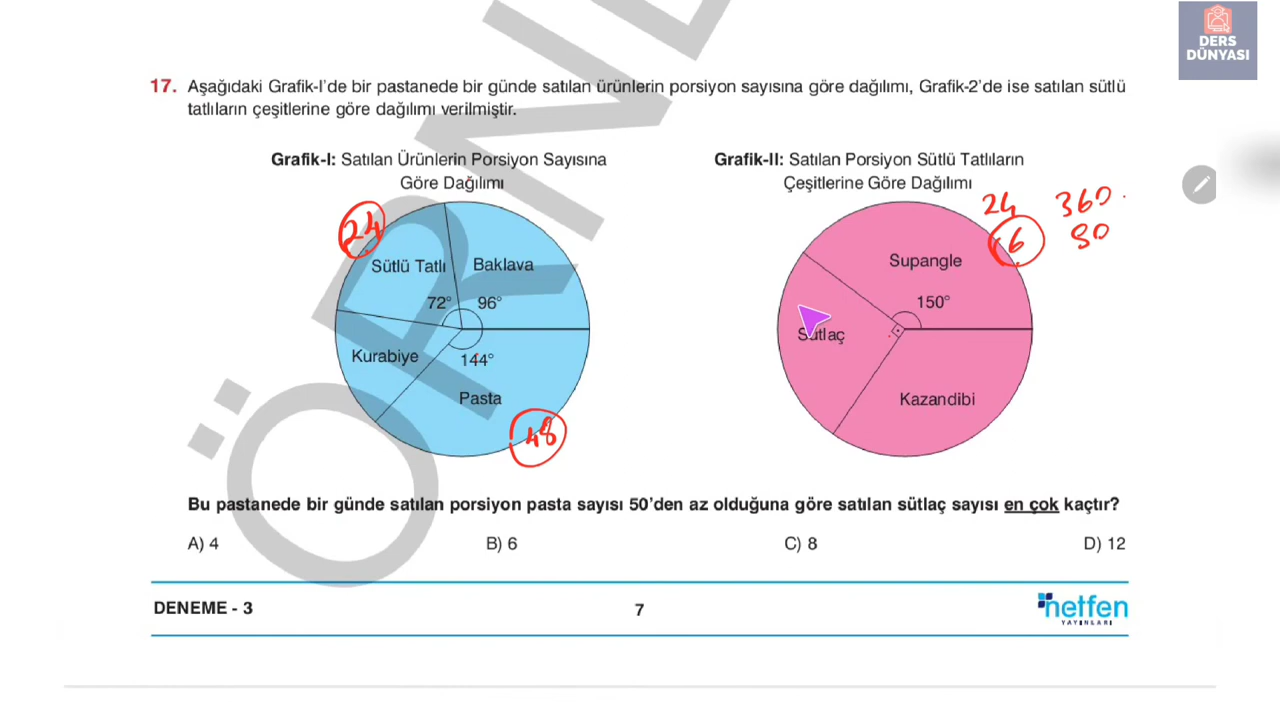 DERS
DÜNYASI
17. Aşağıdaki Grafik-I'de bir pastanede bir günde satılan ürünlerin porsiyon sayısına göre dağılımı, Grafik-2'de ise satılan sütlü
tatlıların çeşitlerine göre dağılımı verilmiştir.
Grafik-I: Satılan Ürünlerin Porsiyon Sayısına
Göre Dağılımı
24
Sütlü Tatlı
Baklava
72°
96°
Kurabiye
144°
Pasta
48
Grafik-II: Satılan Porsiyon Sütlü Tatlıların
Çeşitlerine Göre Dağılımı
24 360
6 90
Supangle
150°
Sütlaç
Kazandibi
Bu pastanede bir günde satılan porsiyon pasta sayısı 50'den az olduğuna göre satılan sütlaç sayısı en çok kaçtır?
A) 4 B) 6 C) 8 D) 12
DENEME - 3 7 netfen
YAYINLARI
ÖRNE